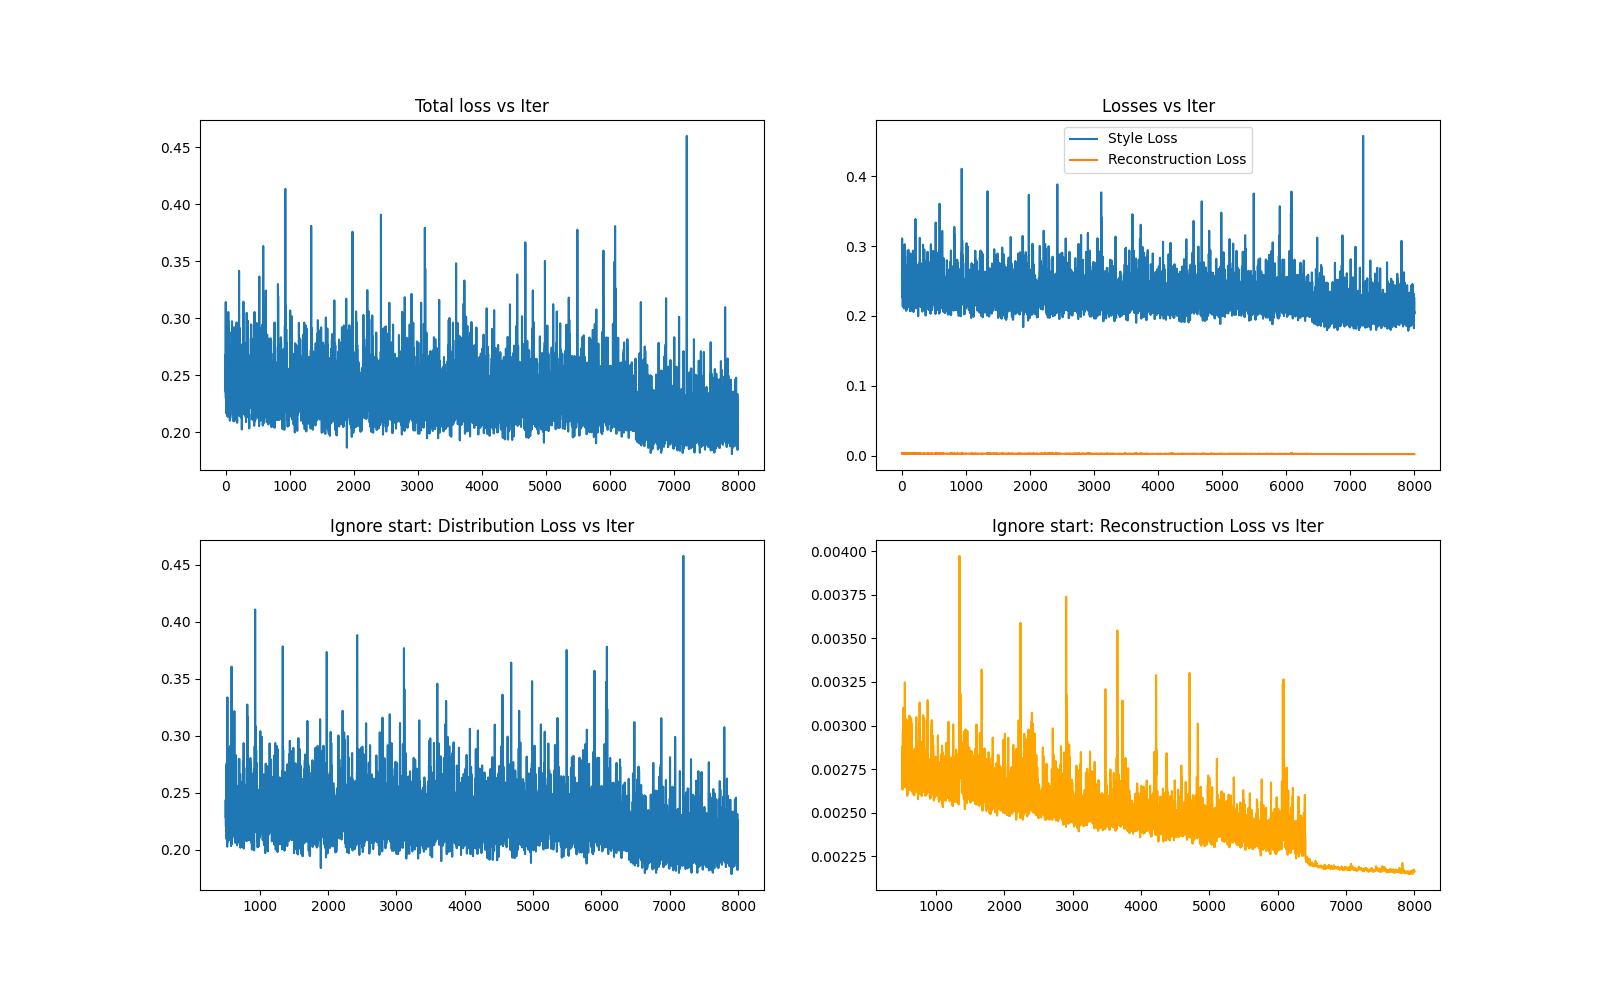 Total loss vs Iter
0.45
0.40
0.35
0.30
0.25
0.20
0 1000 2000 3000 4000 5000 6000 7000 8000
Losses vs Iter
Style Loss
Reconstruction Loss
0.4
0.3
0.2
0.1
0.0
0 1000 2000 3000 4000 5000 6000 7000 8000
Ignore start: Distribution Loss vs Iter
0.45
0.40
0.35
0.30
0.25
0.20
1000 2000 3000 4000 5000 6000 7000 8000
Ignore start: Reconstruction Loss vs Iter
0.00400
0.00375
0.00350
0.00325
0.00300
0.00275
0.00250
0.00225
1000 2000 3000 4000 5000 6000 7000 8000